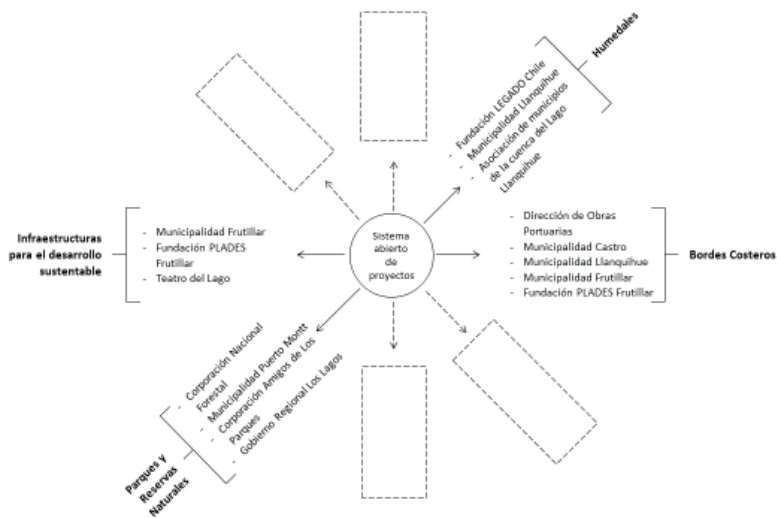 Humedales
- Fundación LEGADO Chile
- Municipalidad Llanquihue
- Asociación de municipios
de la cuenca del Lago
Llanquihue
Sistema
abierto
de
proyectos
Infraestructuras
para el desarrollo
sustentable
- Municipalidad Frutillar
- Fundación PLADES
Frutillar
- Teatro del Lago
- Dirección de Obras
Portuarias
- Municipalidad Castro
- Municipalidad Llanquihue
- Municipalidad Frutillar
- Fundación PLADES Frutillar
Bordes Costeros
- Corporación Nacional
Forestal
- Municipalidad Puerto Montt
- Corporación Amigos de Los
Parques
- Gobierno Regional Los Lagos
Parques y
Reservas
Naturales